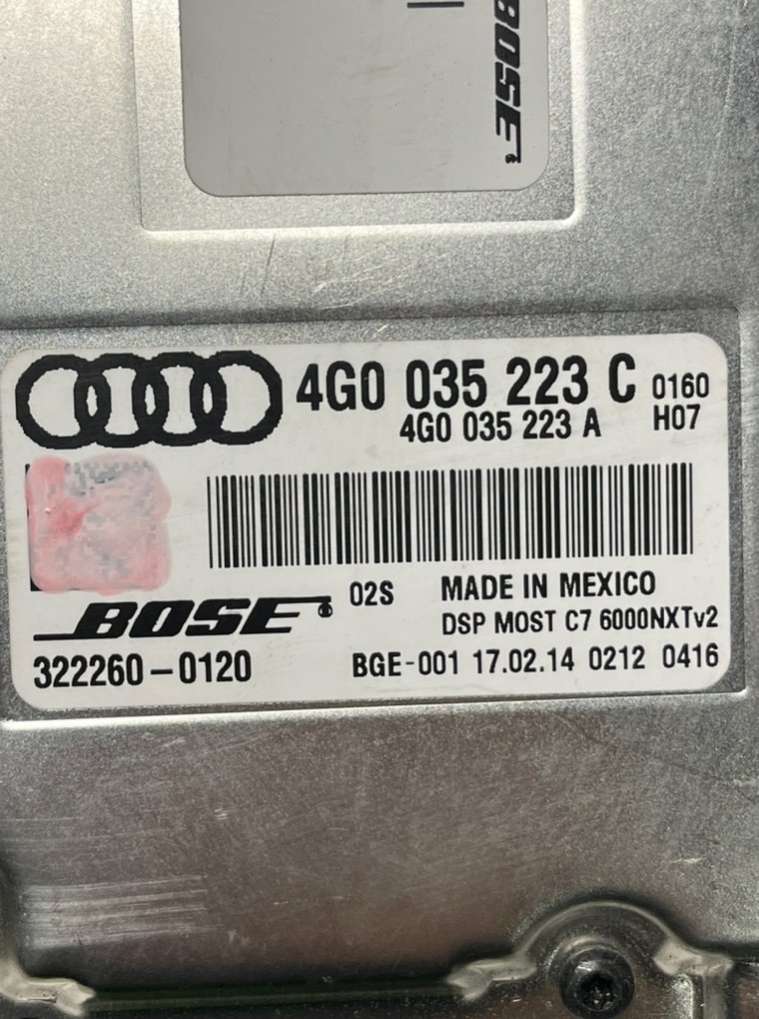 BOSE
4G0 035 223 C 0160
4G0 035 223 A H07
BOSE 02S MADE IN MEXICO
DSP MOST C7 6000NXTv2
322260-0120 BGE-001 17.02.14 0212 0416